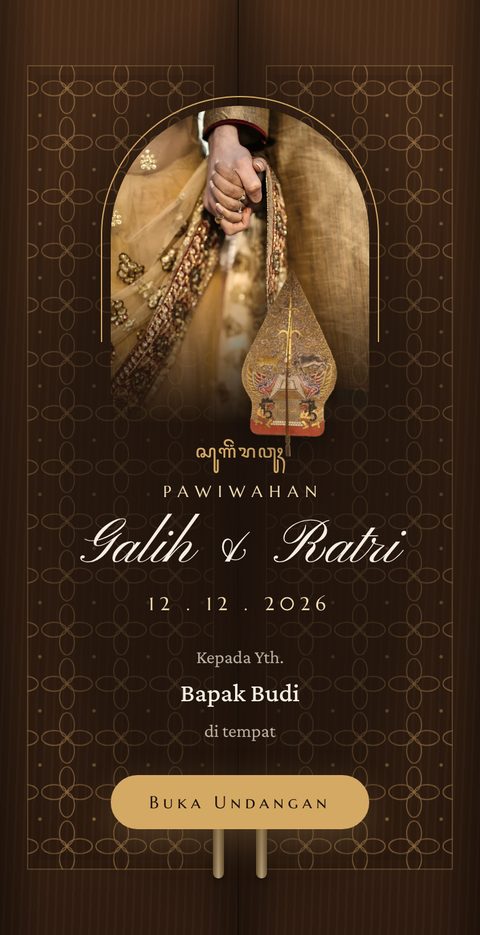 PAWIWAHAN
Galih & Ratri
12 . 12 . 2026
Kepada Yth.
Bapak Budi
di tempat
Buka Undangan